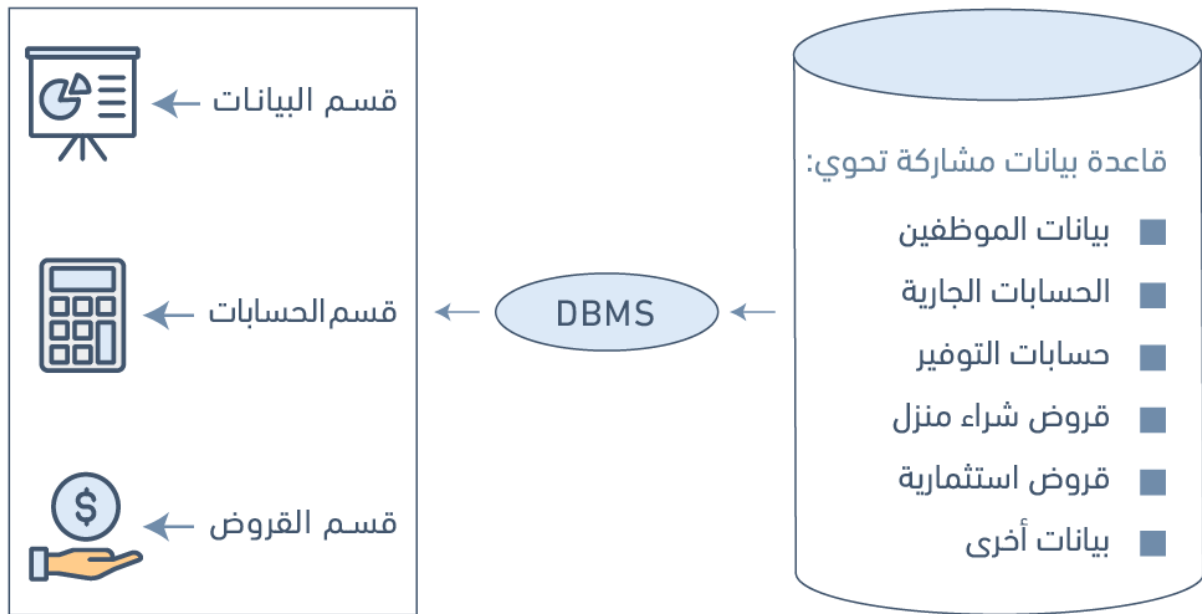 قاعدة بيانات مشاركة تحوي:
بيانات الموظفين
الحسابات الجارية
حسابات التوفير
قروض شراء منزل
قروض استثمارية
بيانات أخرى
DBMS
قسم البيانات
قسم الحسابات
قسم القروض
$